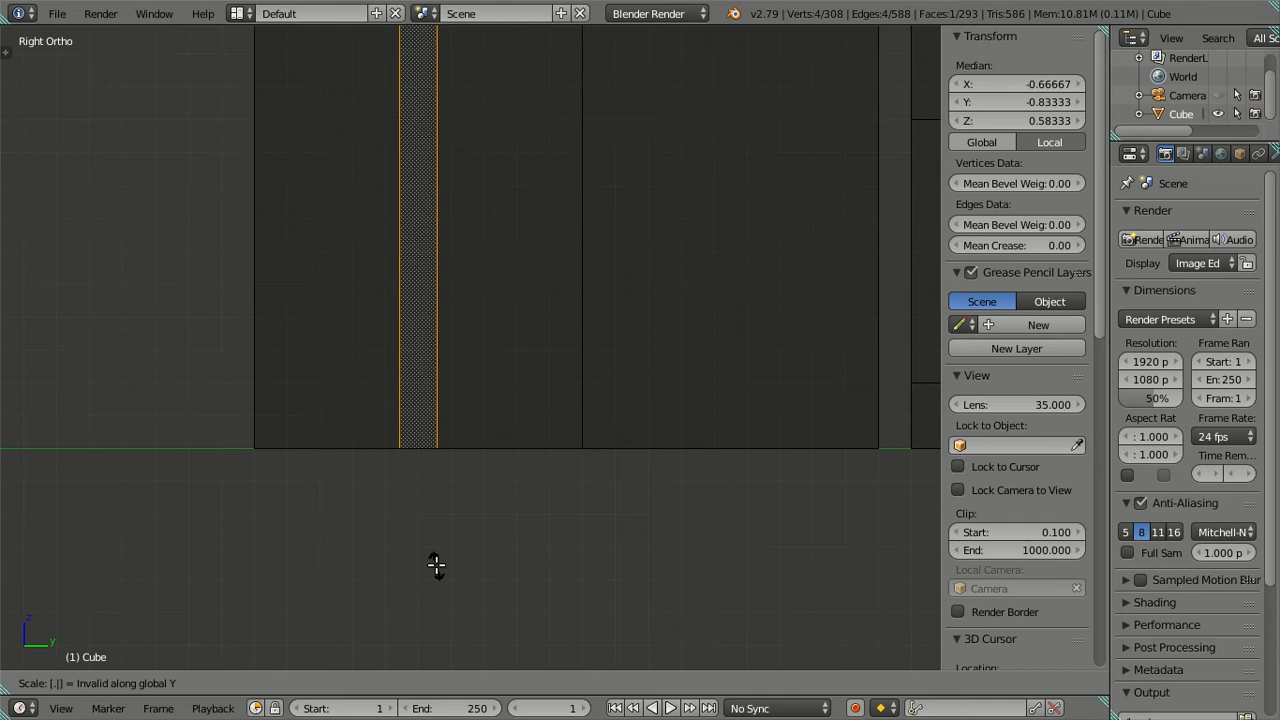 File Render Window Help Default Scene Blender Render v2.79 | Verts:4/308 | Edges:4/588 | Faces:1/293 | Tris:586 | Mem:10.81M (0.11M) | Cube
Right Ortho
Transform
Median:
X: -0.66667
Y: -0.83333
Z: 0.58333
Global Local
Vertices Data:
Mean Bevel Weig: 0.00
Edges Data:
Mean Bevel Weig: 0.00
Mean Crease: 0.00
Grease Pencil Layers
Scene Object
New
New Layer
View
Lens: 35.000
Lock to Object:
Lock to Cursor
Lock Camera to View
Clip:
Start: 0.100
End: 1000.000
Local Camera:
Camera
Render Border
3D Cursor
Location:
View Search All Sc
RenderL
World
Camera
Cube
Scene
Render
Rende Anima Audio
Display Image Ed
Dimensions
Render Presets
Resolution: Frame Ran
1920 p Start: 1
1080 p En: 250
50% Fram: 1
Aspect Rat Frame Rate:
: 1.000 24 fps
: 1.000 Time Rem...
Anti-Aliasing
5 8 11 16 Mitchell-N
Full Sam 1.000 p
Sampled Motion Blur
Shading
Performance
Post Processing
Metadata
Output
z
y
(1) Cube
Scale: [.|] = Invalid along global Y
View Marker Frame Playback Start: 1 End: 250 1 No Sync